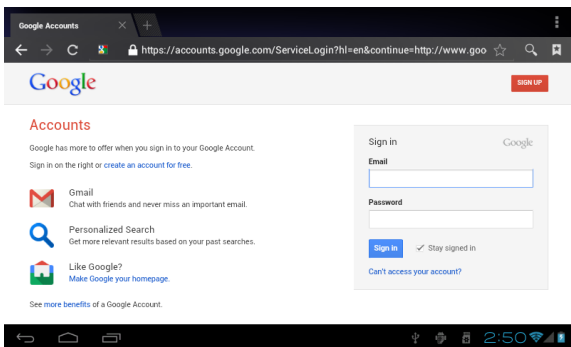 Google Accounts
https://accounts.google.com/ServiceLogin?hl=en&continue=http://www.goo
Google
SIGN UP
Accounts
Google has more to offer when you sign in to your Google Account.
Sign in on the right or create an account for free.
Gmail
Chat with friends and never miss an important email.
Personalized Search
Get more relevant results based on your past searches.
Like Google?
Make Google your homepage.
See more benefits of a Google Account.
Sign in
Google
Email
Password
Sign in
Stay signed in
Can't access your account?
2:50